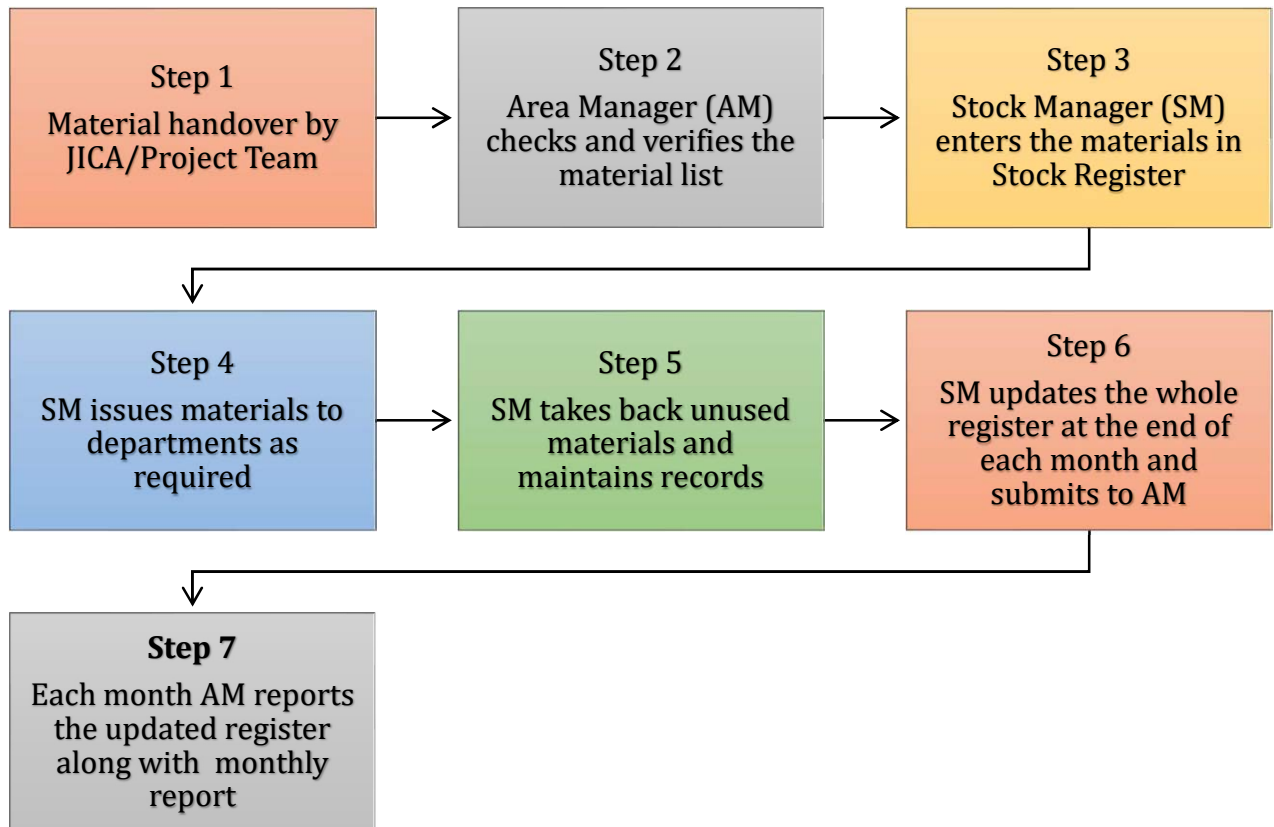 Step 1
Material handover by
JICA/Project Team
Step 2
Area Manager (AM)
checks and verifies the
material list
Step 3
Stock Manager (SM)
enters the materials in
Stock Register
Step 4
SM issues materials to
departments as
required
Step 5
SM takes back unused
materials and
maintains records
Step 6
SM updates the whole
register at the end of
each month and
submits to AM
Step 7
Each month AM reports
the updated register
along with monthly
report